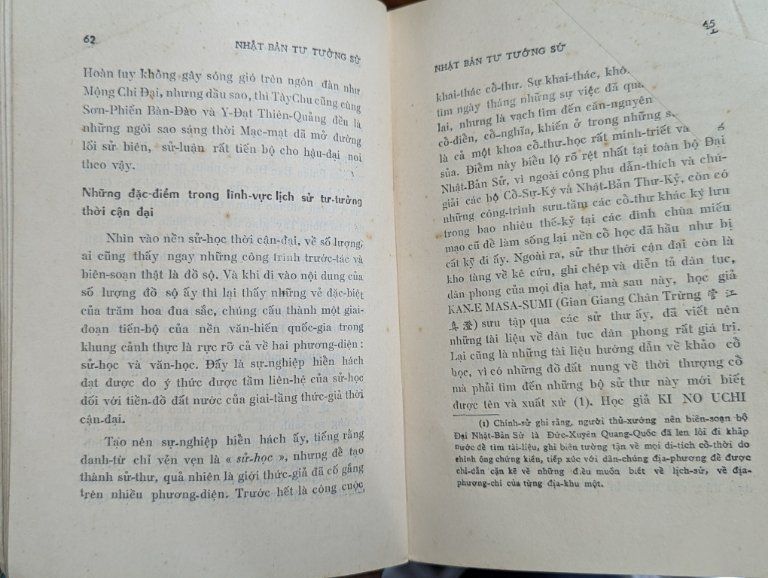 62
NHẬT BẢN TƯ TƯỞNG SỬ
Hoàn tuy không gây sóng gió trên ngôn đàn như
Mộng Chi Đại, nhưng dầu sao, thì Tây Chu cũng cùng
Sơn-Phiến Bàn-Đào và Y-Đạt Thiên-Quảng đều là
những ngôi sao sáng thời Mạc-mạt đã mở đường
lối sử biên, sử-luận rất tiến bộ cho hậu-đại noi
theo vậy.
Những đặc-điểm trong lĩnh-vực lịch sử tư-tưởng
thời cận đại
Nhìn vào nền sử-học thời cận-đại, về số lượng,
ai cũng thấy ngay những công trình trước-tác và
biên-soạn thật là đồ sộ. Và khi đi vào nội dung của
số lượng đồ sộ ấy thì lại thấy những vẻ đặc-biệt
của trăm hoa đua sắc, chúng cấu thành một giai-
đoạn tiến-bộ của nền văn-hiến quốc-gia trong
khung cảnh thực là rực rỡ cả về hai phương-diện :
sử-học và văn-học. Đấy là sự-nghiệp hiển hách
đạt được do ý thức được tầm liên-hệ của sử-học
đối với tiền-đồ đất nước của giai-tầng thức-giả thời
cận-đại.
Tạo nên sự-nghiệp hiển hách ấy, tiếng rằng
danh-từ chỉ vẻn vẹn là « sử-học », nhưng để tạo
thành sử-thư, quả nhiên là giới thức-giả đã cố gắng
trên nhiều phương-diện. Trước hết là công cuộc
NHẬT BẢN TƯ TƯỞNG SỬ
khai-thác cổ-thư. Sự khai-thác, khô
tìm ngày tháng những sự việc đã qua
lại, nhưng là vạch tìm đến căn-nguyên
cổ-điển, cổ-nghĩa, khiến ở trong những s
là cả một khoa cổ-thư-học rất minh-triết và
sủa. Điểm này biểu lộ rõ rệt nhất tại toàn bộ Đại
Nhật-Bản Sử, vì ngoài công phu dẫn-thích và chú-
giải các bộ Cổ-Sự-Ký và Nhật-Bản Thư-Kỷ, còn có
những công-trình sưu-tầm các cổ-thư khác ký lưu
trong bao nhiêu thế-kỷ tại các đình chùa miếu
mạo cũ để làm sống lại nền cổ học đã hầu như bị
cất kỹ đi ấy. Ngoài ra, sử thư thời cận đại còn là
kho tàng về kê cứu, ghi chép và diễn tả dân tục,
dân phong của mọi địa hạt, mà sau này, học giả
KAN.E MASA-SUMI (Gian Giang Chân Trừng 菅 江
真 澄) sưu tập qua các sử thư ấy, đã viết nên
những tài liệu về dân tục dân phong rất giá trị.
Lại cũng là những tài liệu hướng dẫn về khảo cổ
học, vì có những đồ đất nung về thời thượng cổ
mà phải tìm đến những bộ sử thư này mới biết
được tên và xuất xứ (1). Học giả KI NO UCHI
(1) Chính-sử ghi rằng, người thủ-xướng nên biên-soạn bộ
Đại Nhật-Bản Sử là Đức-Xuyên Quang-Quốc đã len lỏi đi khắp
nước để tìm tài-liệu, ghi biên tường tận về mọi di-tích cổ-thời do
chính ông chứng kiến, tiếp xúc với dân-chúng địa-phương để được
chỉ-dẫn cặn kẽ về những điều muốn biết về lịch-sử, về địa-
phương-chí của từng địa-khu một.